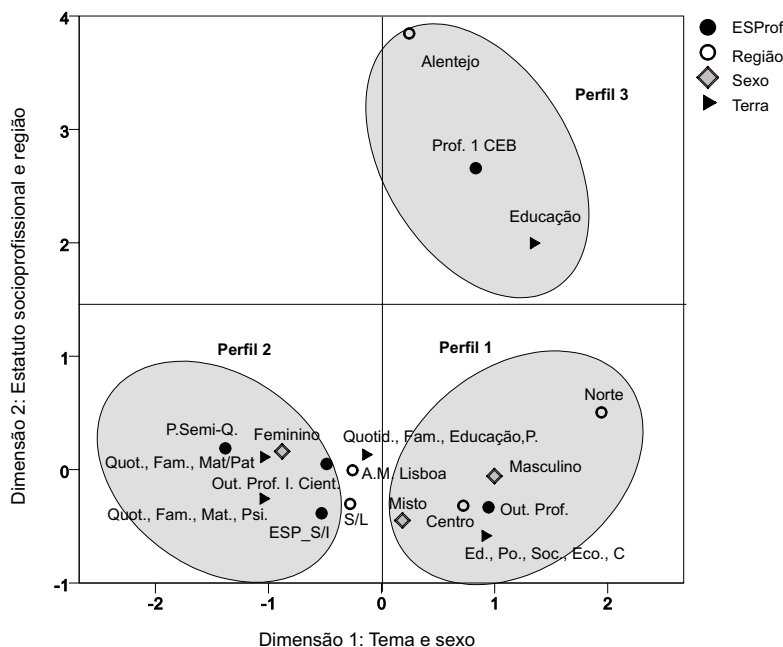 4
ESProf
Região
Sexo
Terra
Alentejo
Perfil 3
3
Prof. 1 CEB
Educação
2
Perfil 2
Perfil 1
1
Norte
P.Semi-Q.
Feminino
Quotid., Fam., Educação,P.
Quot., Fam., Mat/Pat
A.M. Lisboa
Masculino
0
Out. Prof. I. Cient.
Misto
Quot., Fam., Mat., Psi.
S/L
Centro
Out. Prof.
ESP_S/I
Ed., Po., Soc., Eco., C
-1
-2
-1
0
1
2
Dimensão 1: Tema e sexo
Dimensão 2: Estatuto socioprofissional e região